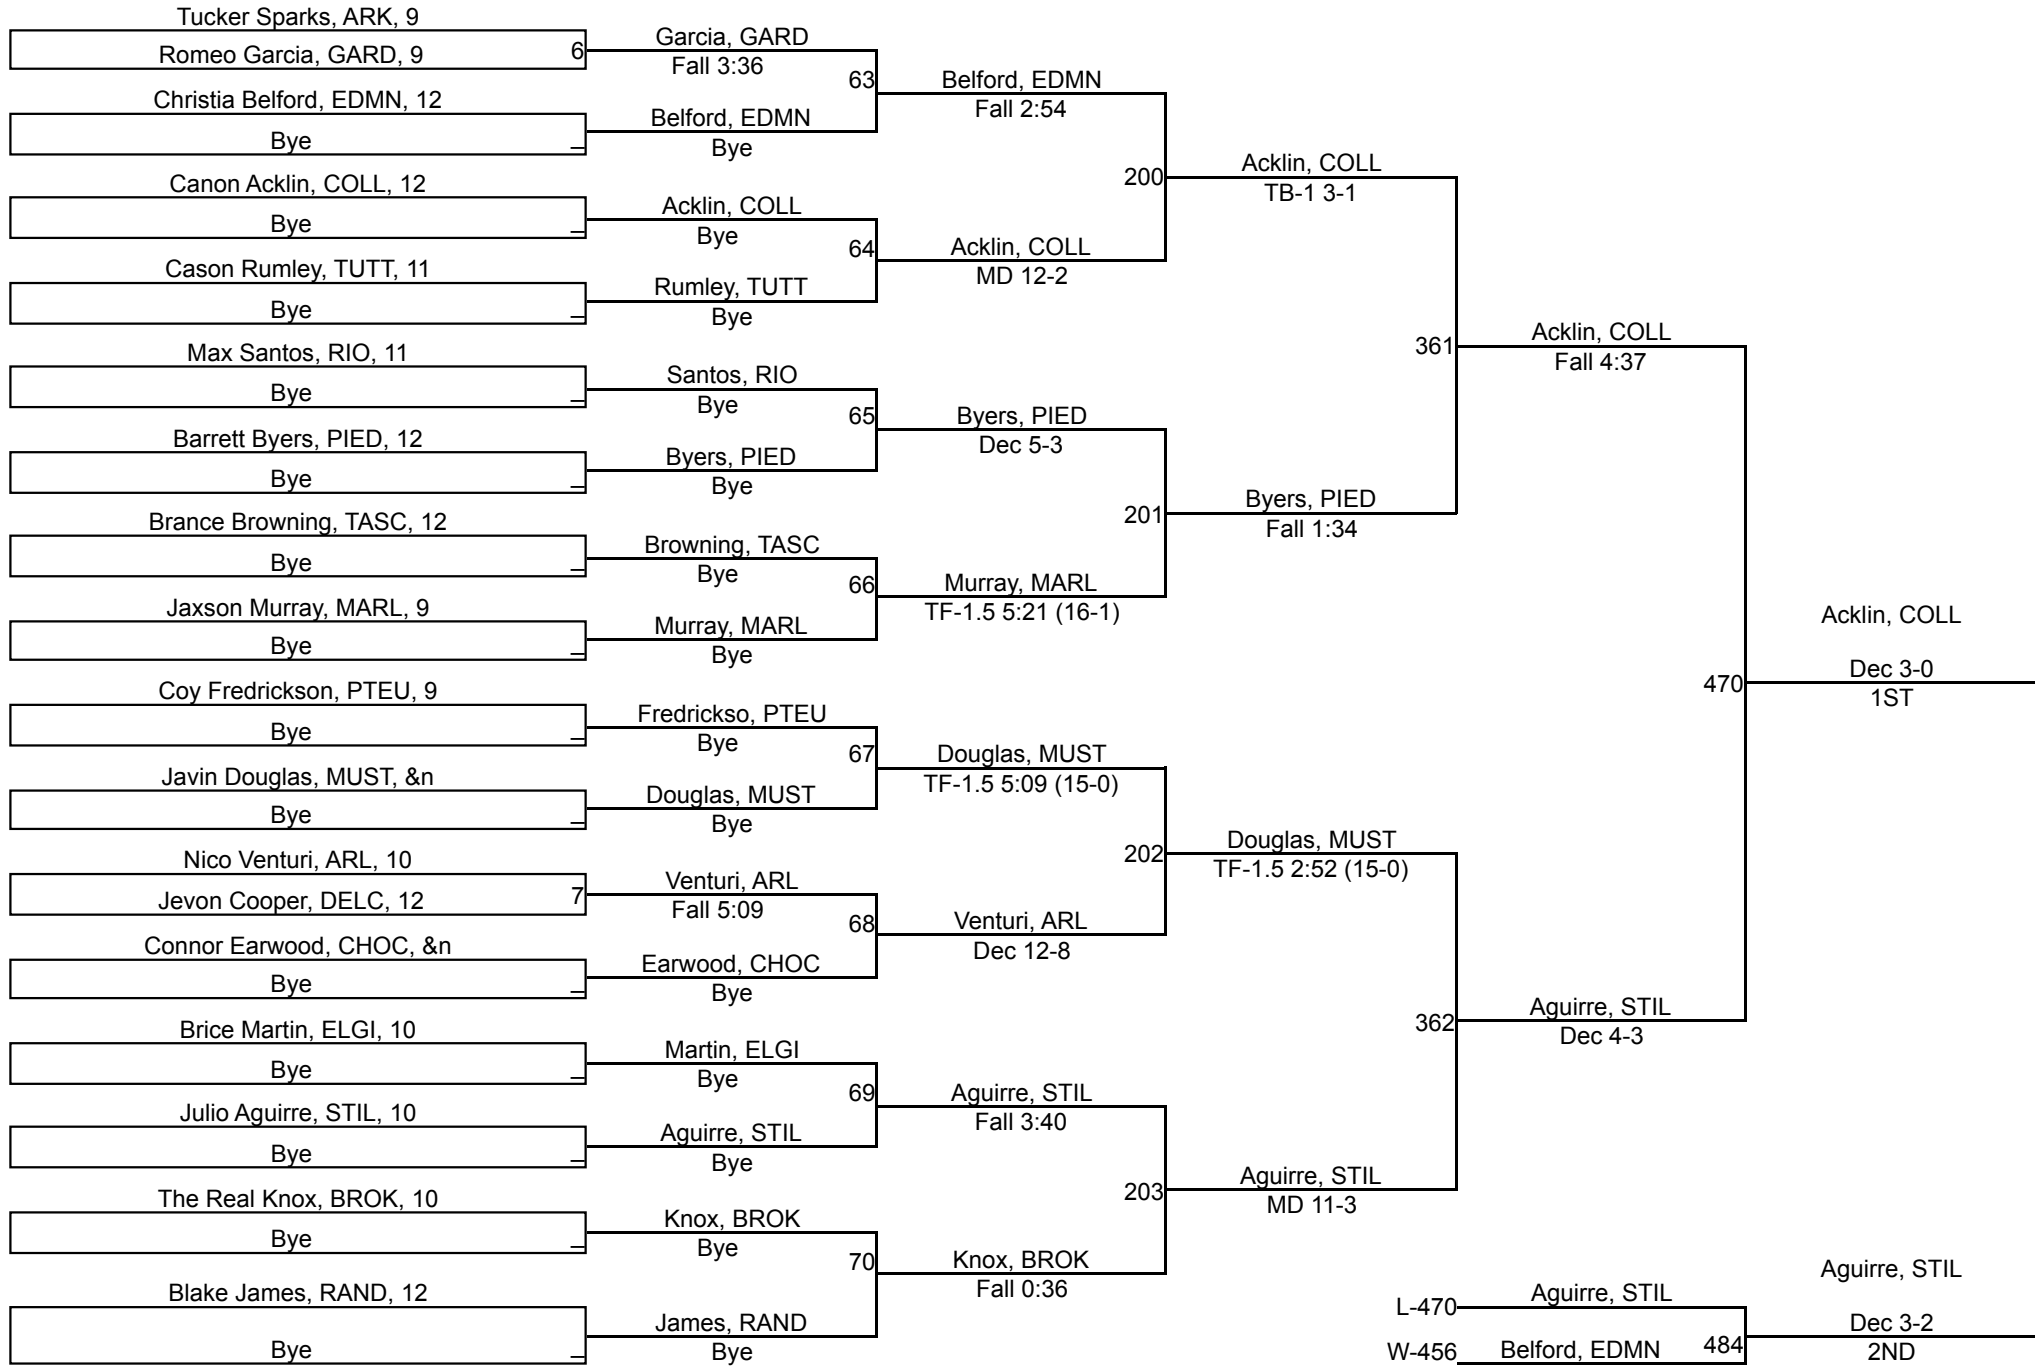 Tucker Sparks, ARK, 9
Romeo Garcia, GARD, 9
6
Christia Belford, EDMN, 12
Bye
_
Canon Acklin, COLL, 12
Bye
_
Cason Rumley, TUTT, 11
Bye
_
Max Santos, RIO, 11
Bye
_
Barrett Byers, PIED, 12
Bye
_
Brance Browning, TASC, 12
Bye
_
Jaxson Murray, MARL, 9
Bye
_
Coy Fredrickson, PTEU, 9
Bye
_
Javin Douglas, MUST, &n
Bye
_
Nico Venturi, ARL, 10
Jevon Cooper, DELC, 12
7
Connor Earwood, CHOC, &n
Bye
_
Brice Martin, ELGI, 10
Bye
_
Julio Aguirre, STIL, 10
Bye
_
The Real Knox, BROK, 10
Bye
_
Blake James, RAND, 12
Bye
_
Garcia, GARD
Fall 3:36
63
Belford, EDMN
Bye
Acklin, COLL
Bye
64
Rumley, TUTT
Bye
Santos, RIO
Bye
65
Byers, PIED
Bye
Browning, TASC
Bye
66
Murray, MARL
Bye
Fredrickso, PTEU
Bye
67
Douglas, MUST
Bye
Venturi, ARL
Fall 5:09
68
Earwood, CHOC
Bye
Martin, ELGI
Bye
69
Aguirre, STIL
Bye
Knox, BROK
Bye
70
James, RAND
Bye
Belford, EDMN
Fall 2:54
200
Acklin, COLL
MD 12-2
Byers, PIED
Dec 5-3
201
Murray, MARL
TF-1.5 5:21 (16-1)
Douglas, MUST
TF-1.5 5:09 (15-0)
202
Venturi, ARL
Dec 12-8
Aguirre, STIL
Fall 3:40
203
Knox, BROK
Fall 0:36
Acklin, COLL
TB-1 3-1
361
Byers, PIED
Fall 1:34
Douglas, MUST
TF-1.5 2:52 (15-0)
362
Aguirre, STIL
MD 11-3
Acklin, COLL
Fall 4:37
470
Aguirre, STIL
Dec 4-3
Acklin, COLL
Dec 3-0
1ST
L-470
Aguirre, STIL
W-456
Belford, EDMN
484
Aguirre, STIL
Dec 3-2
2ND